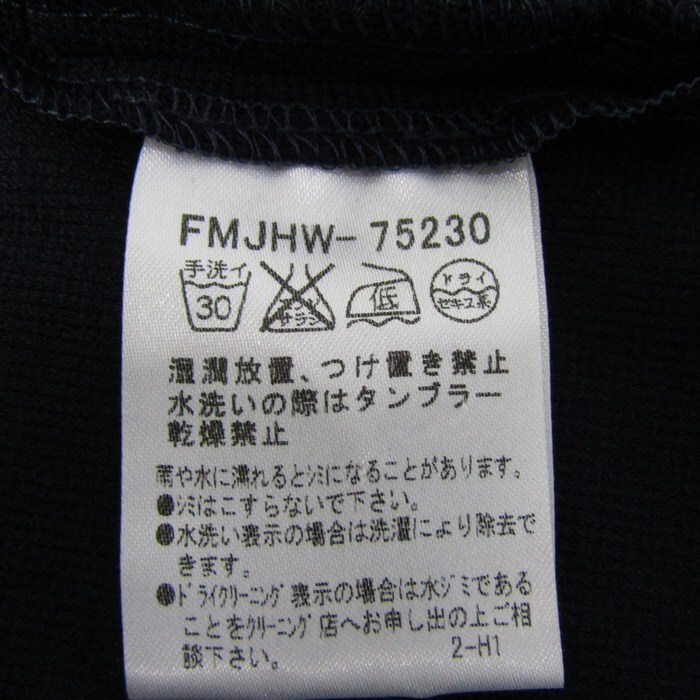 FMJHW-75230
手洗イ
30
エンソ
サラシ
低
ドライ
セキユ系
湿潤放置、つけ置き禁止
水洗いの際はタンブラー
乾燥禁止
雨や水に濡れるとシミになることがあります。
●シミはこすらないで下さい。
●水洗い表示の場合は洗濯により除去で
きます。
●ドライクリーニング表示の場合は水ジミである
ことをクリーニング店へお申し出の上ご相
談下さい。
2-H1